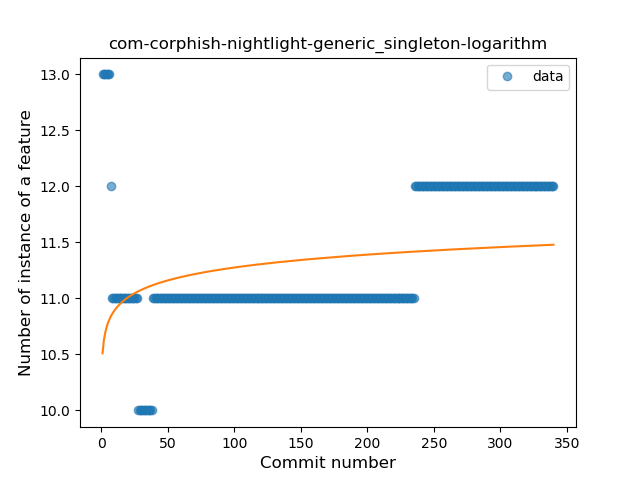 com-corphish-nightlight-generic_singleton-logarithm
data
Number of instance of a feature
13.0
12.5
12.0
11.5
11.0
10.5
10.0
0 50 100 150 200 250 300 350
Commit number